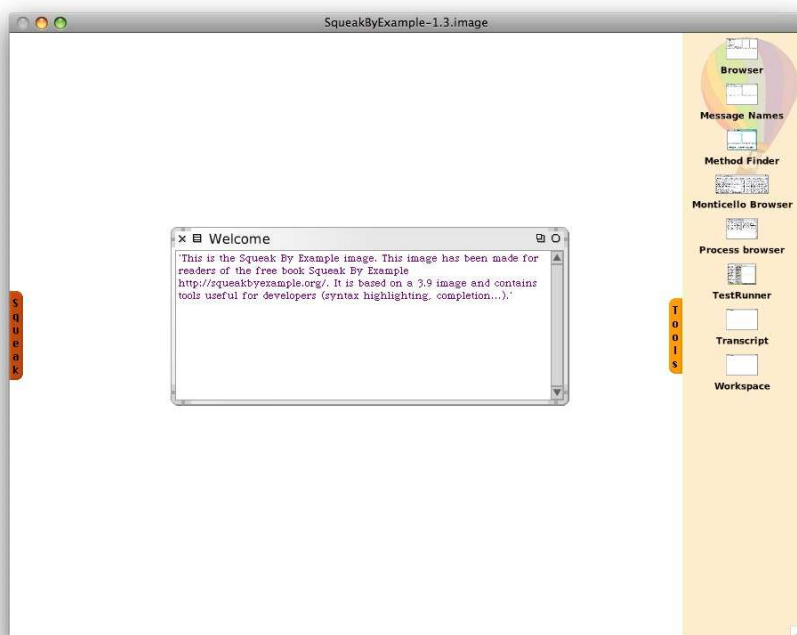 SqueakByExample-1.3.image
Welcome
'This is the Squeak By Example image. This image has been made for
readers of the free book Squeak By Example
http://squeakbyexample.org/. It is based on a 3.9 image and contains
tools useful for developers (syntax highlighting, completion...).'
Squeak
Tools
Browser
Message Names
Method Finder
Monticello Browser
Process browser
TestRunner
Transcript
Workspace